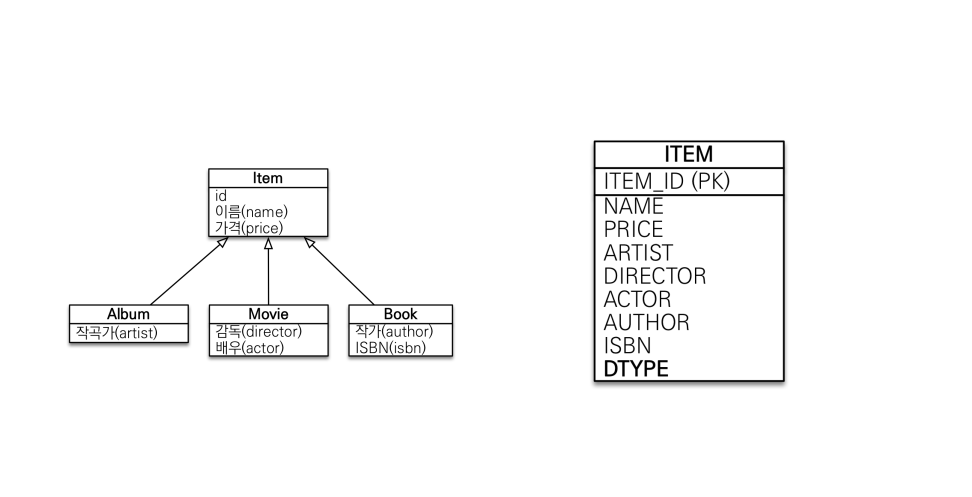 Item
id
이름(name)
가격(price)
Album
작곡가(artist)
Movie
감독(director)
배우(actor)
Book
작가(author)
ISBN(isbn)
ITEM
ITEM_ID (PK)
NAME
PRICE
ARTIST
DIRECTOR
ACTOR
AUTHOR
ISBN
DTYPE